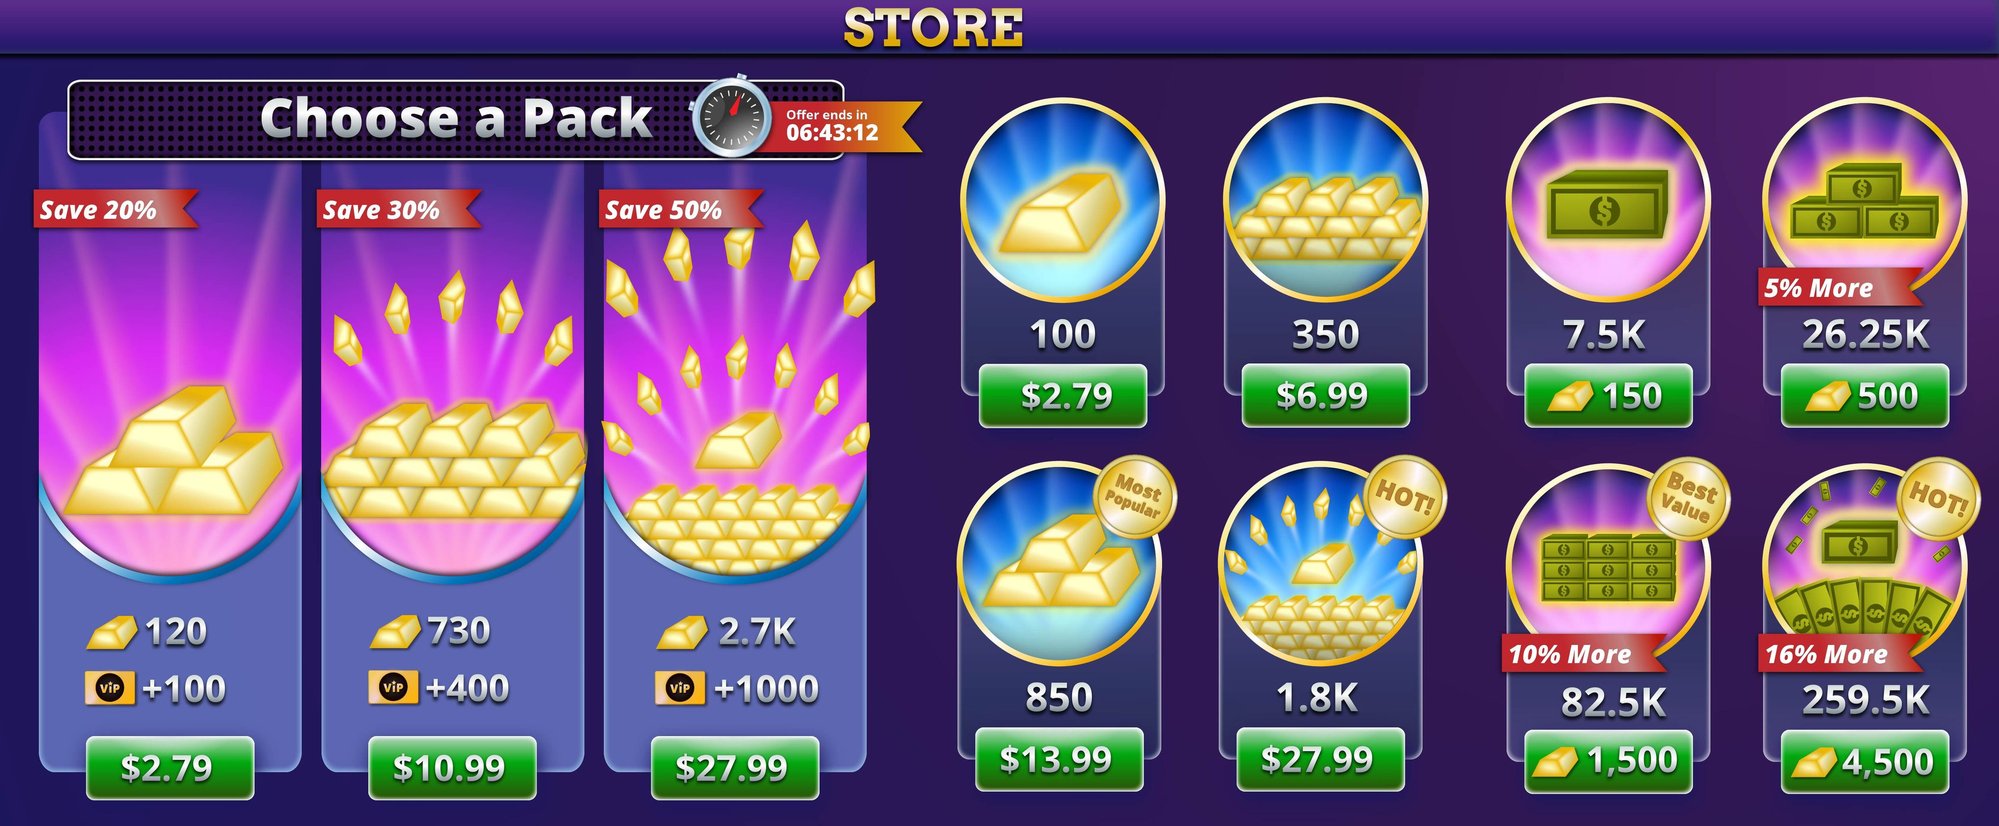 STORE
Choose a Pack
Offer ends in
06:43:12
Save 20%
120
VIP +100
$2.79
Save 30%
730
VIP +400
$10.99
Save 50%
2.7K
VIP +1000
$27.99
100
$2.79
350
$6.99
Most
Popular
850
$13.99
HOT!
1.8K
$27.99
$
7.5K
150
$
$ $
5% More
26.25K
500
Best
Value
$ $ $
$ $ $
$ $ $
10% More
82.5K
1,500
HOT!
$
$ $ $ $ $ $
16% More
259.5K
4,500